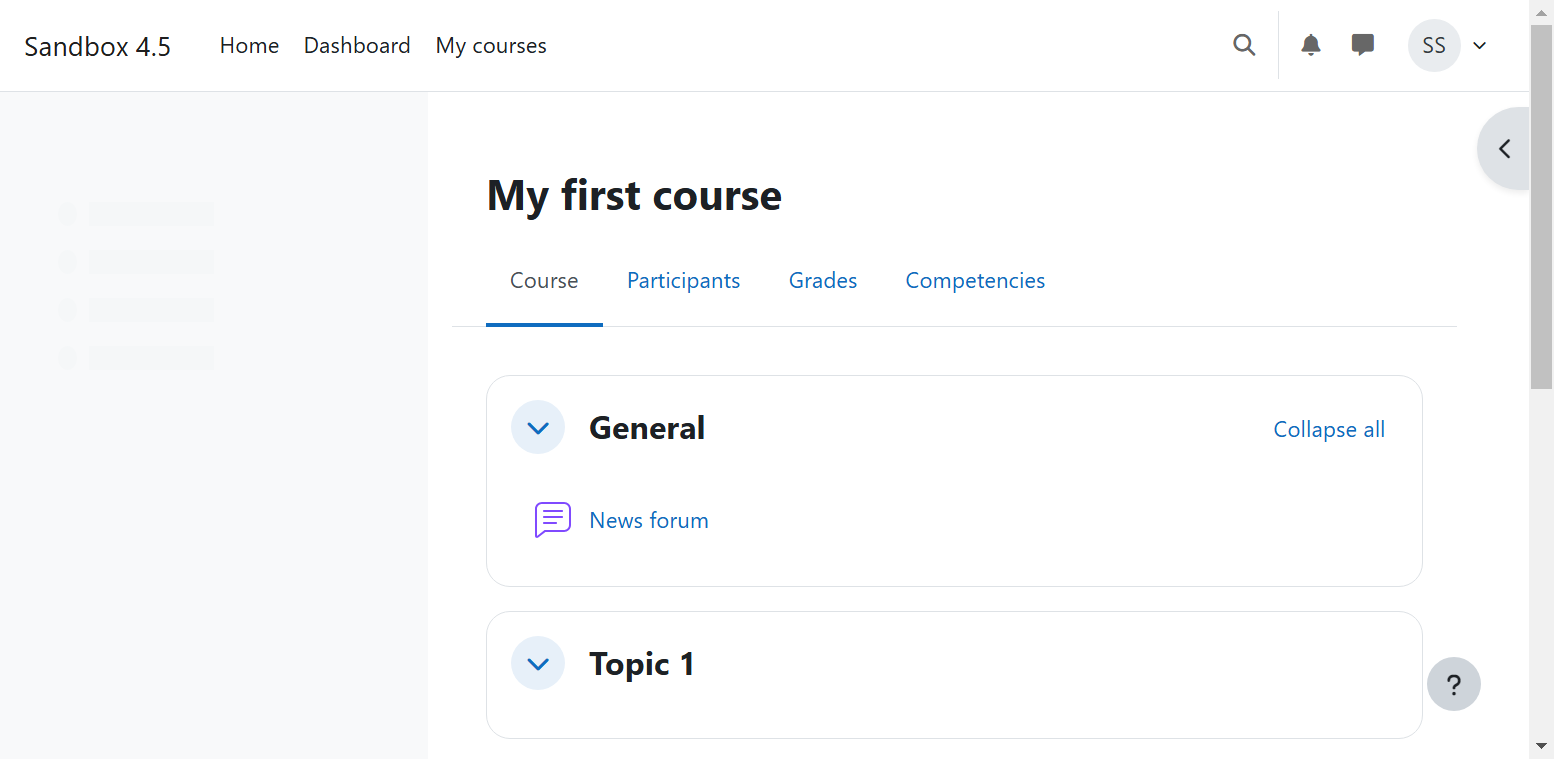 Sandbox 4.5 Home Dashboard My courses SS
My first course
Course Participants Grades Competencies
General Collapse all
News forum
Topic 1
?